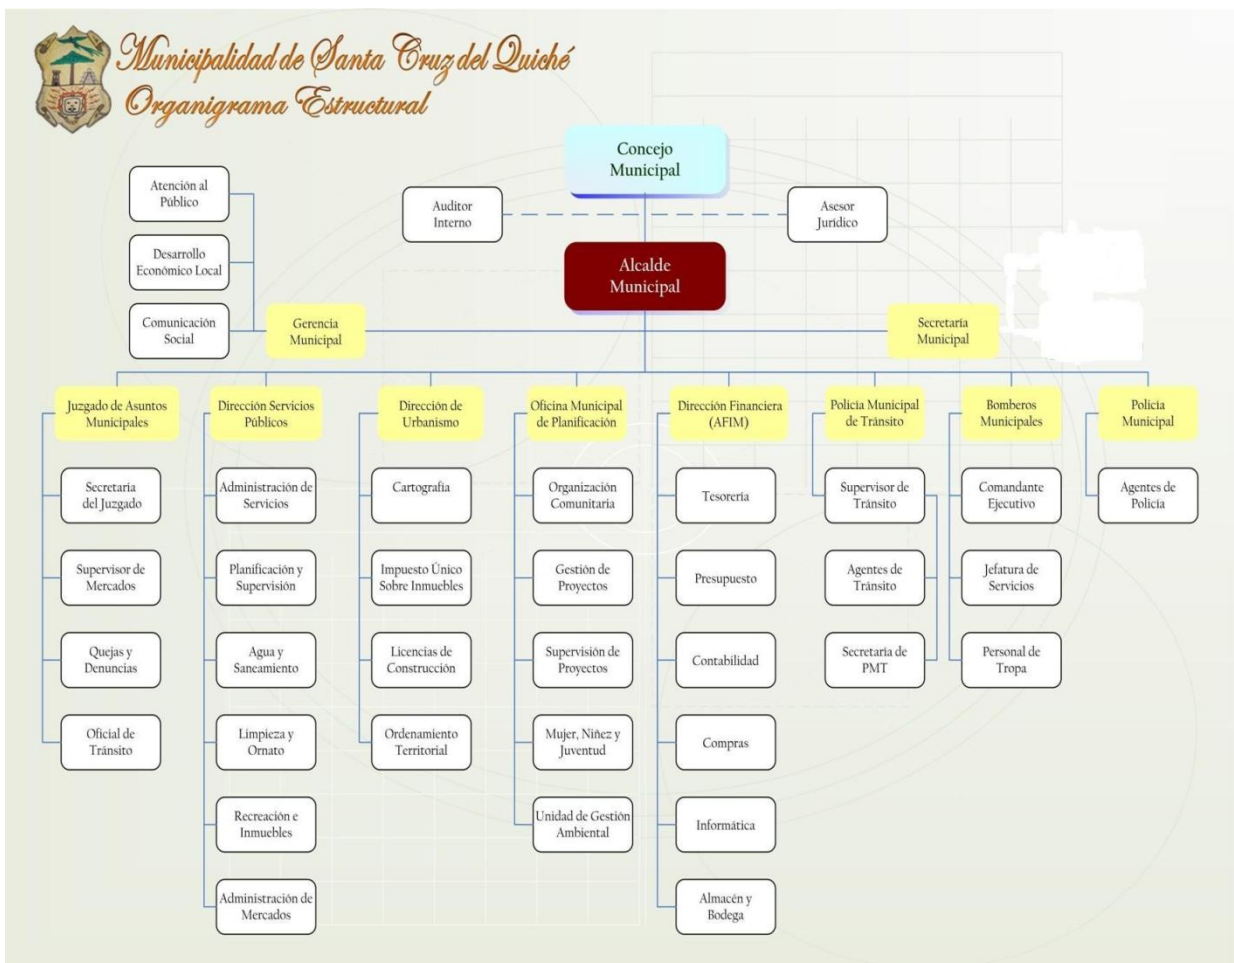 Municipalidad de Santa Cruz del Quiché
Organigrama Estructural
Concejo
Municipal
Atención al
Público
Auditor
Interno
Asesor
Jurídico
Desarrollo
Económico Local
Alcalde
Municipal
Comunicación
Social
Gerencia
Municipal
Secretaría
Municipal
Juzgado de Asuntos
Municipales
Dirección Servicios
Públicos
Dirección de
Urbanismo
Oficina Municipal
de Planificación
Dirección Financiera
(AFIM)
Policía Municipal
de Tránsito
Bomberos
Municipales
Policía
Municipal
Secretaría
del Juzgado
Administración de
Servicios
Cartografía
Organización
Comunitaria
Tesorería
Supervisor de
Tránsito
Comandante
Ejecutivo
Agentes de
Policía
Supervisor de
Mercados
Planificación y
Supervisión
Impuesto Único
Sobre Inmuebles
Gestión de
Proyectos
Presupuesto
Agentes de
Tránsito
Jefatura de
Servicios
Quejas y
Denuncias
Agua y
Saneamiento
Licencias de
Construcción
Supervisión de
Proyectos
Contabilidad
Secretaría de
PMT
Personal de
Tropa
Oficial de
Tránsito
Limpieza y
Ornato
Ordenamiento
Territorial
Mujer, Niñez y
Juventud
Compras
Recreación e
Inmuebles
Unidad de Gestión
Ambiental
Informática
Administración de
Mercados
Almacén y
Bodega